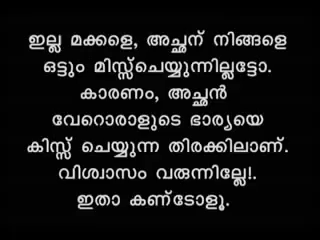 ഇല്ല മക്കളെ, അച്ഛന് നിങ്ങളെ
ഒട്ടും മിസ്സ്ചെയ്യുന്നില്ലട്ടോ.
കാരണം, അച്ഛൻ
വേറൊരാളുടെ ഭാര്യയെ
കിസ്സ് ചെയ്യുന്ന തിരക്കിലാണ്.
വിശ്വാസം വരുന്നില്ലേ!.
ഇതാ കണ്ടോളൂ.